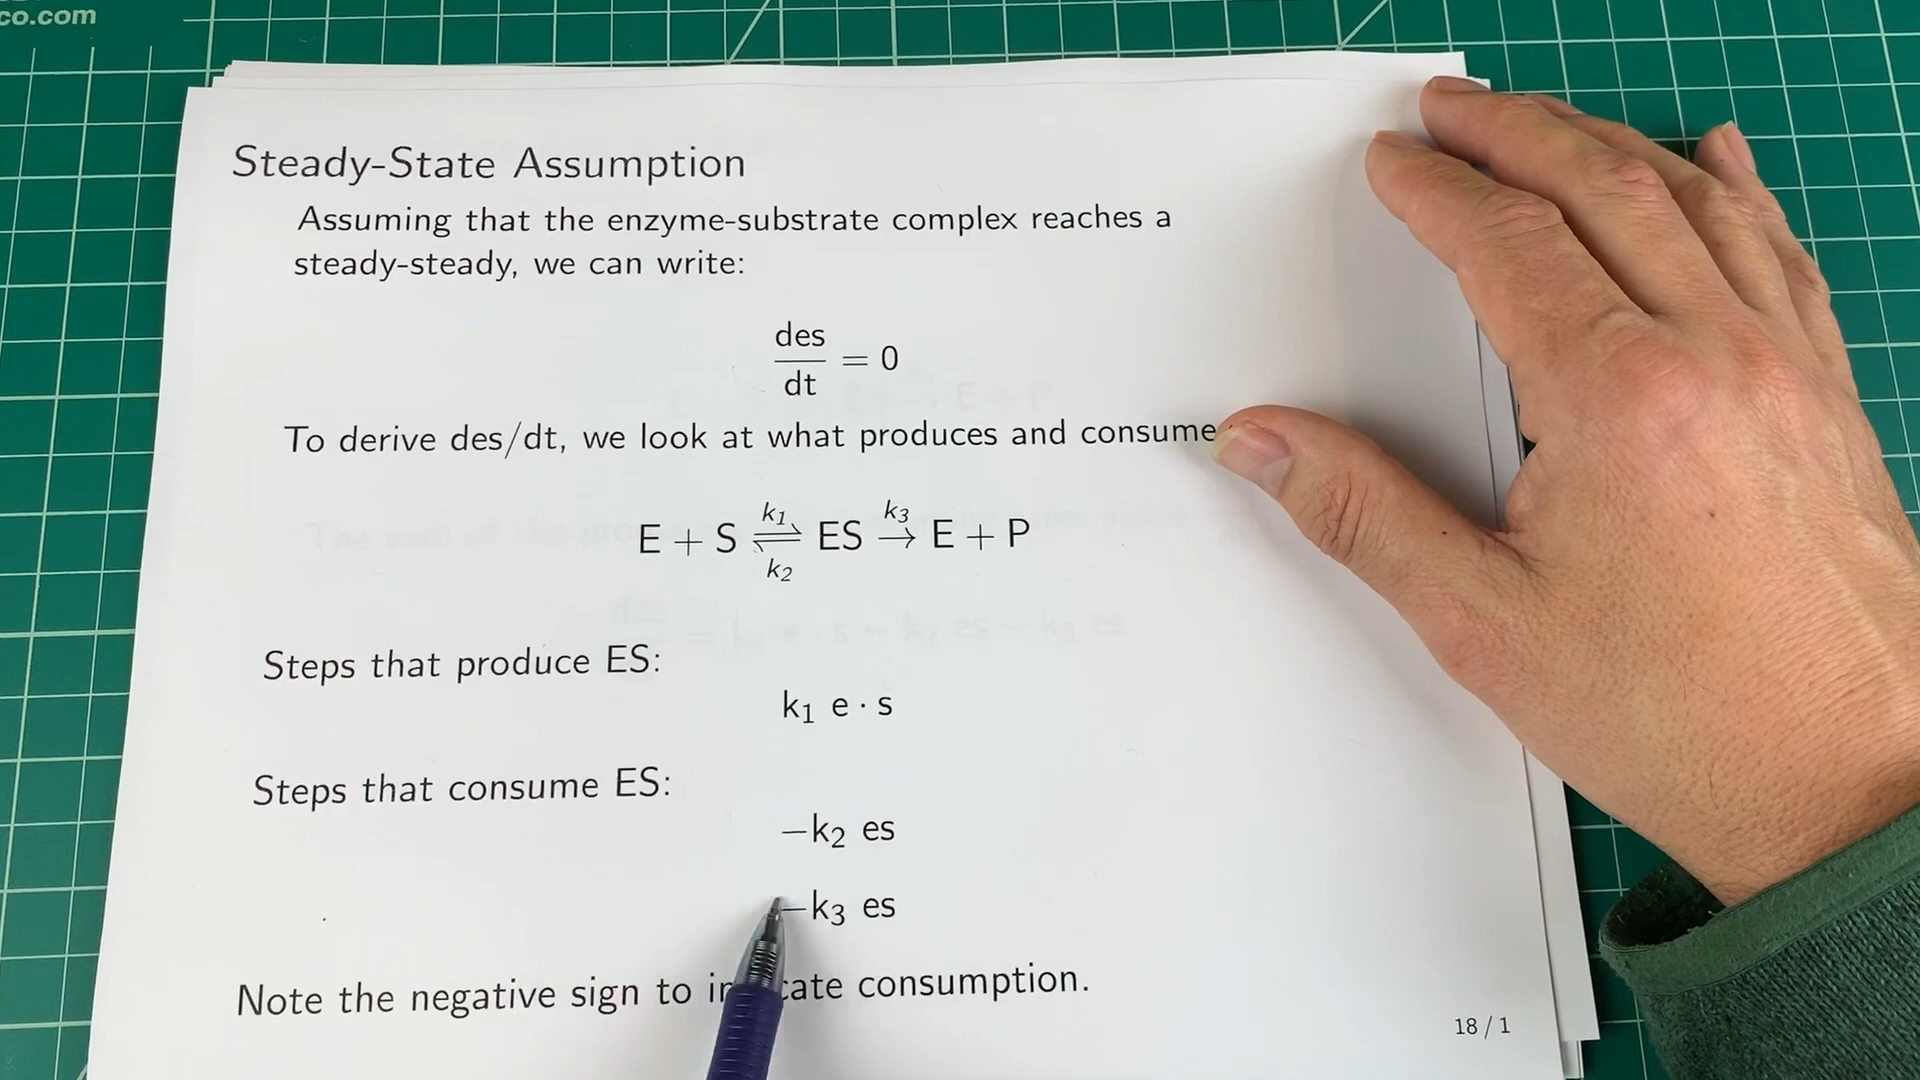 co.com
Steady-State Assumption
Assuming that the enzyme-substrate complex reaches a
steady-steady, we can write:
des
dt
= 0
To derive des/dt, we look at what produces and consume
k₁
k₃
E + S ⇌ ES → E + P
k₂
Steps that produce ES:
k₁ e · s
Steps that consume ES:
−k₂ es
−k₃ es
Note the negative sign to consumption.
18 / 1